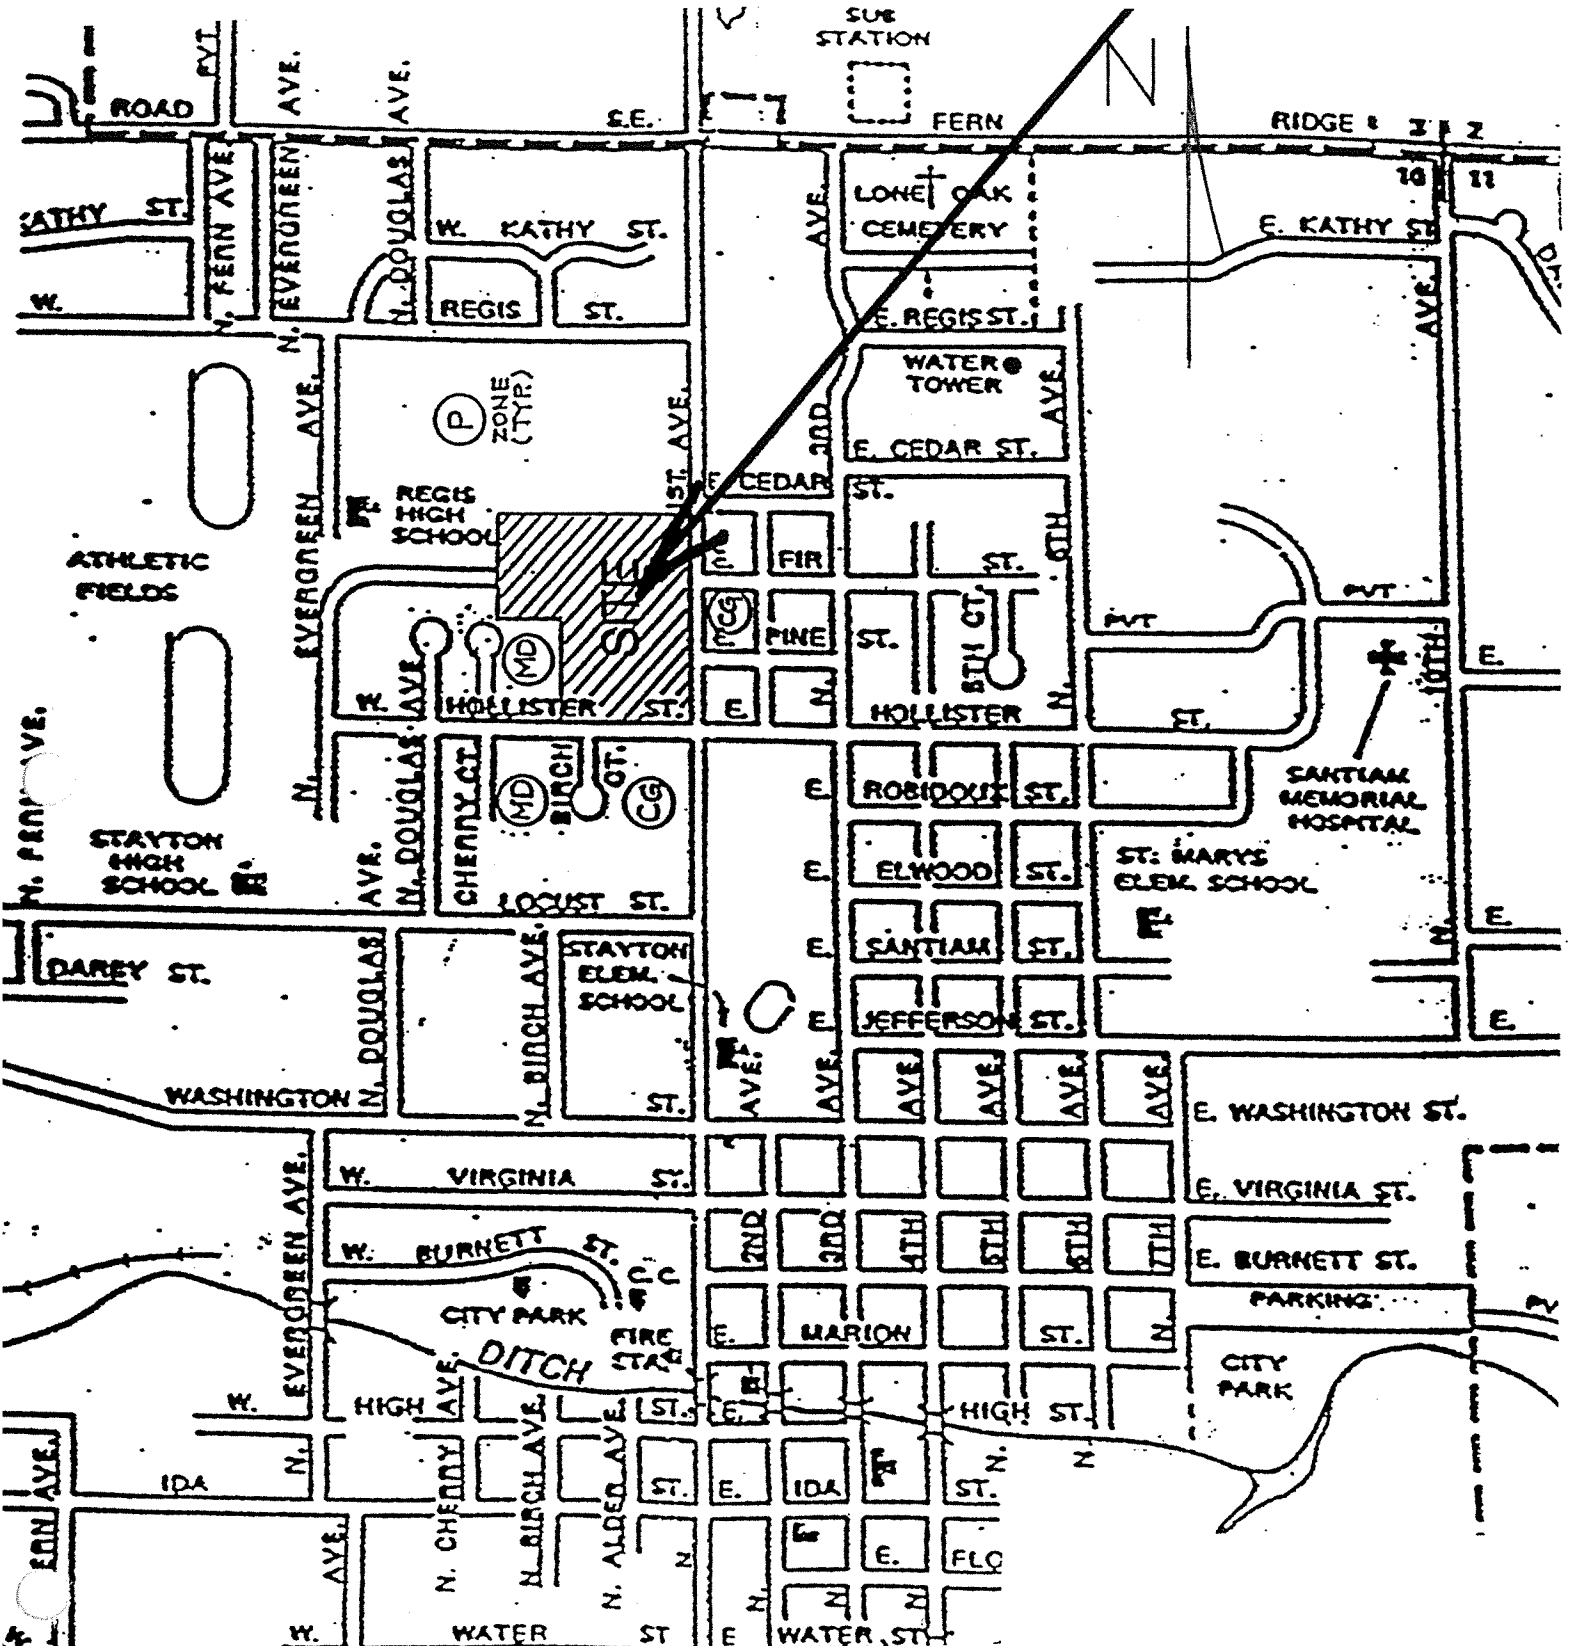 SUB
STATION
N
PVT
AVE.
AVE.
ROAD
S.E.
FERN
RIDGE
10
11
N. FERN AVE.
N. EVERGREEN
N. DOUGLAS
KATHY ST.
W. KATHY ST.
AVE.
LONE OAK
CEMETERY
E. KATHY ST.
W.
REGIS ST.
E. REGIS ST.
AVE.
WATER
TOWER
P
ZONE
(TYP.)
N. EVERGREEN AVE.
1ST. AVE.
3RD
AVE.
E. CEDAR ST.
E. CEDAR ST.
REGIS
HIGH
SCHOOL
SITE
ATHLETIC
FIELDS
E. FIR ST.
6TH
PVT
PVT
CG
MD
E. PINE ST.
5TH CT.
10TH
E.
W. HOLLISTER ST.
E.
N.
HOLLISTER
N.
ST.
N. FERN AVE.
N. DOUGLAS AVE
CHERRY CT.
MD
BIRCH CT.
CG
E. ROBIDOUX ST.
SANTIAM
MEMORIAL
HOSPITAL
STAYTON
HIGH
SCHOOL
AVE.
E. ELWOOD ST.
ST. MARYS
ELEM. SCHOOL
LOCUST ST.
E.
N.
DAREY ST.
N. DOUGLAS
N. BIRCH AVE.
STAYTON
ELEM.
SCHOOL
E. SANTIAM ST.
E. JEFFERSON ST.
E.
AVE.
AVE.
AVE.
AVE.
AVE.
AVE.
WASHINGTON ST.
E. WASHINGTON ST.
W. VIRGINIA ST.
E. VIRGINIA ST.
EVERGREEN AVE.
2ND
3RD
4TH
5TH
6TH
7TH
W. BURNETT ST.
E. BURNETT ST.
C C
PARKING
CITY PARK
FIRE
STA.
E. MARION ST.
N.
DITCH
CITY
PARK
W. HIGH ST.
E. HIGH ST.
N.
N. CHERRY AVE.
N. BIRCH AVE.
N. ALDER AVE.
N.
N.
IDA ST.
E. IDA ST.
AVE.
AVE.
N
E. FLO
N.
N.
N.
W. WATER ST
E WATER ST